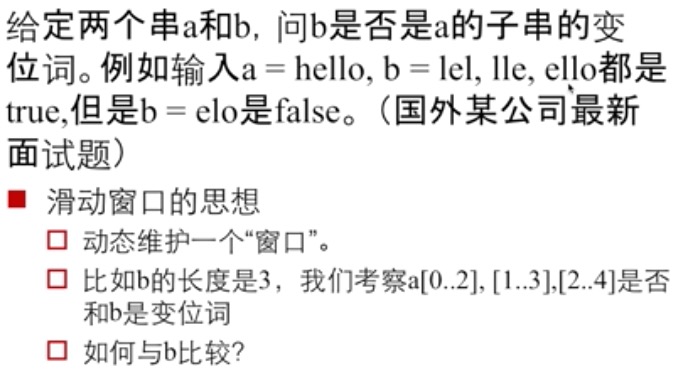 给定两个串a和b, 问b是否是a的子串的变
位词。例如输入a = hello, b = lel, lle, ello都是
true,但是b = elo是false。（国外某公司最新
面试题）
滑动窗口的思想
动态维护一个“窗口”。
比如b的长度是3，我们考察a[0..2], [1..3],[2..4]是否
和b是变位词
如何与b比较?